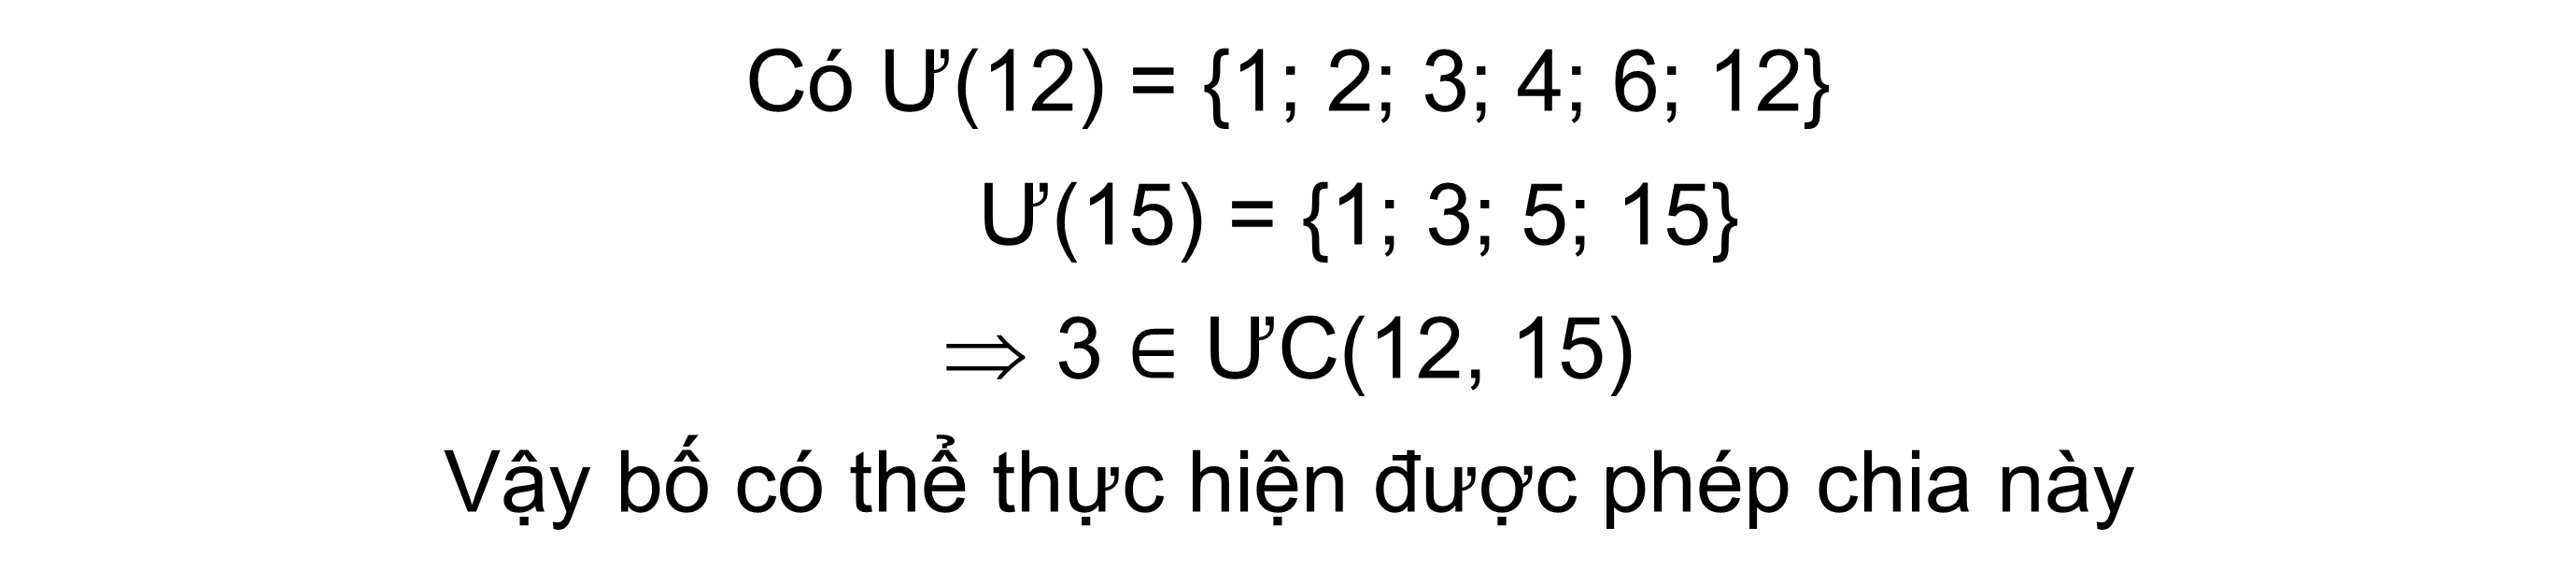 Có Ư(12) = {1; 2; 3; 4; 6; 12}
Ư(15) = {1; 3; 5; 15}
⇒ 3 ∈ ƯC(12, 15)
Vậy bố có thể thực hiện được phép chia này